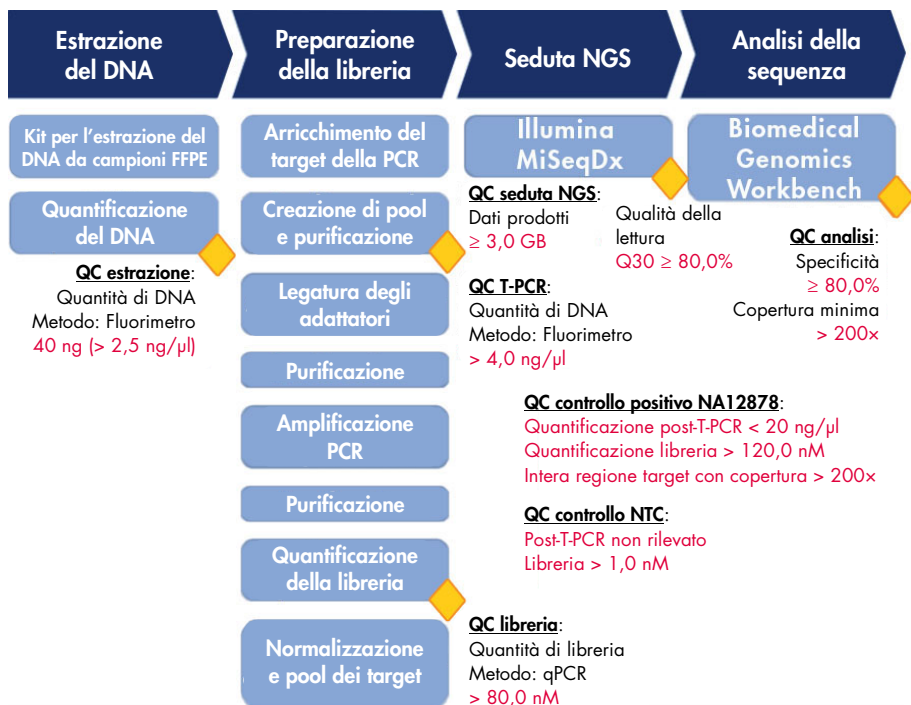 Estrazione
del DNA
Preparazione
della libreria
Seduta NGS
Analisi della
sequenza
Kit per l'estrazione del
DNA da campioni FFPE
Quantificazione
del DNA
QC estrazione:
Quantità di DNA
Metodo: Fluorimetro
40 ng (> 2,5 ng/µl)
Arricchimento del
target della PCR
Creazione di pool
e purificazione
Legatura degli
adattatori
Purificazione
Amplificazione
PCR
Purificazione
Quantificazione
della libreria
Normalizzazione
e pool dei target
Illumina
MiSeqDx
QC seduta NGS:
Dati prodotti
≥ 3,0 GB
Qualità della
lettura
Q30 ≥ 80,0%
QC T-PCR:
Quantità di DNA
Metodo: Fluorimetro
> 4,0 ng/µl
Biomedical
Genomics
Workbench
QC analisi:
Specificità
≥ 80,0%
Copertura minima
> 200×
QC controllo positivo NA12878:
Quantificazione post-T-PCR < 20 ng/µl
Quantificazione libreria > 120,0 nM
Intera regione target con copertura > 200×
QC controllo NTC:
Post-T-PCR non rilevato
Libreria > 1,0 nM
QC libreria:
Quantità di libreria
Metodo: qPCR
> 80,0 nM